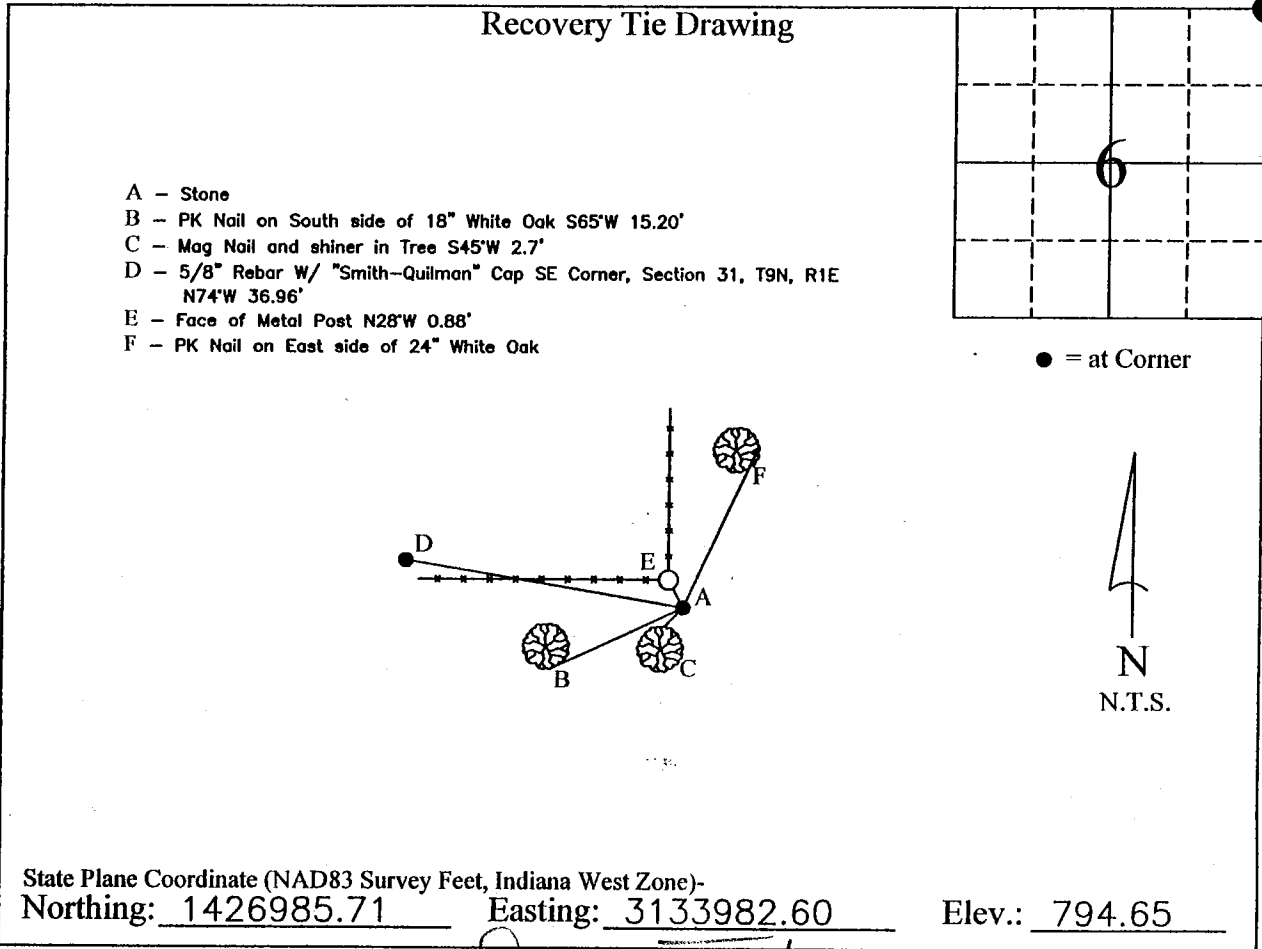 Recovery Tie Drawing
6
A - Stone
B - PK Nail on South side of 18" White Oak S65°W 15.20'
C - Mag Nail and shiner in Tree S45°W 2.7'
D - 5/8" Rebar W/ "Smith-Quilman" Cap SE Corner, Section 31, T9N, R1E
N74°W 36.96'
E - Face of Metal Post N28°W 0.88'
F - PK Nail on East side of 24" White Oak
● = at Corner
F
D
E
A
B
C
N
N.T.S.
State Plane Coordinate (NAD83 Survey Feet, Indiana West Zone)-
Northing: 1426985.71 Easting: 3133982.60 Elev.: 794.65